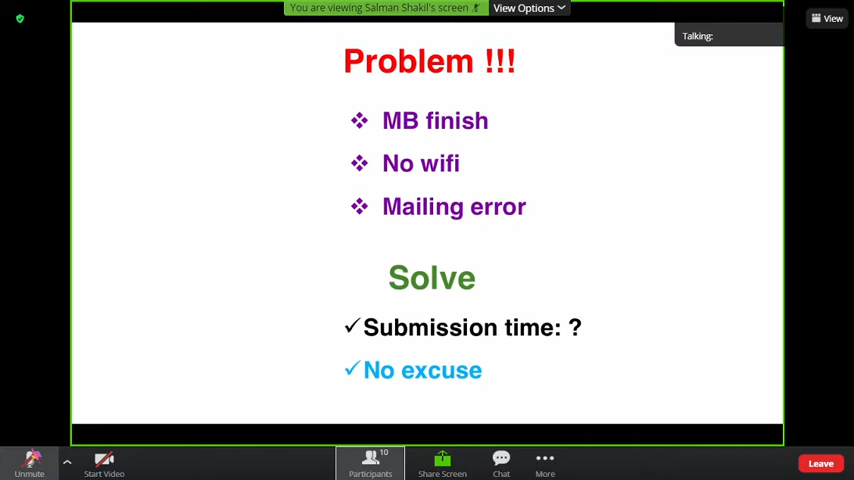 You are viewing Salman Shakil's screen
View Options
View
Talking:
Problem !!!
MB finish
No wifi
Mailing error
Solve
Submission time: ?
No excuse
Unmute
Start Video
10
Participants
Share Screen
Chat
More
Leave